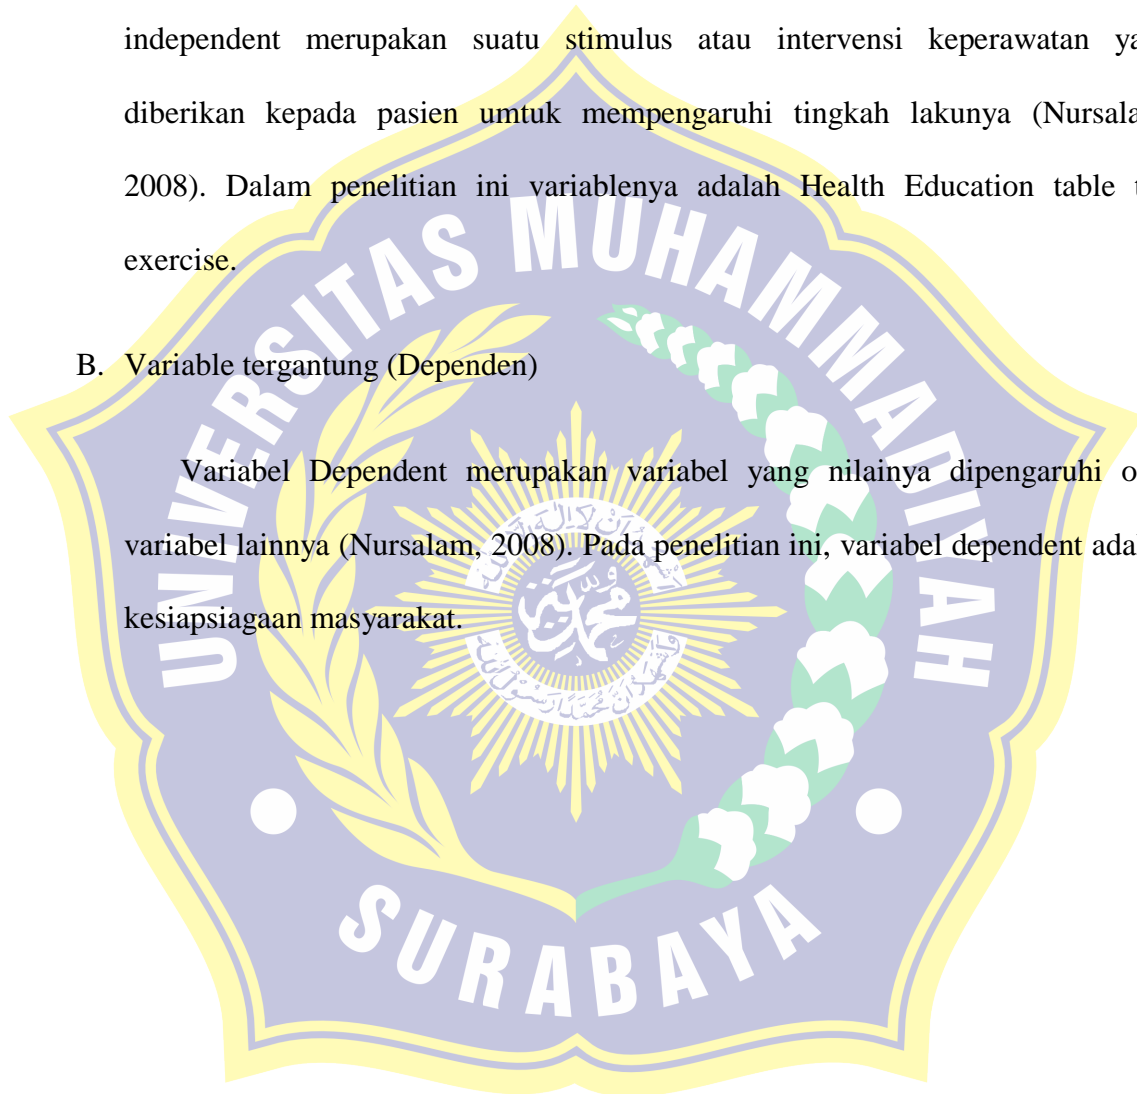 independent merupakan suatu stimulus atau intervensi keperawatan ya
diberikan kepada pasien umtuk mempengaruhi tingkah lakunya (Nursala
2008). Dalam penelitian ini variablenya adalah Health Education table t
exercise.
B. Variable tergantung (Dependen)
Variabel Dependent merupakan variabel yang nilainya dipengaruhi o
variabel lainnya (Nursalam, 2008). Pada penelitian ini, variabel dependent adal
kesiapsiagaan masyarakat.
UNIVERSITAS MUHAMMADIYAH
SURABAYA